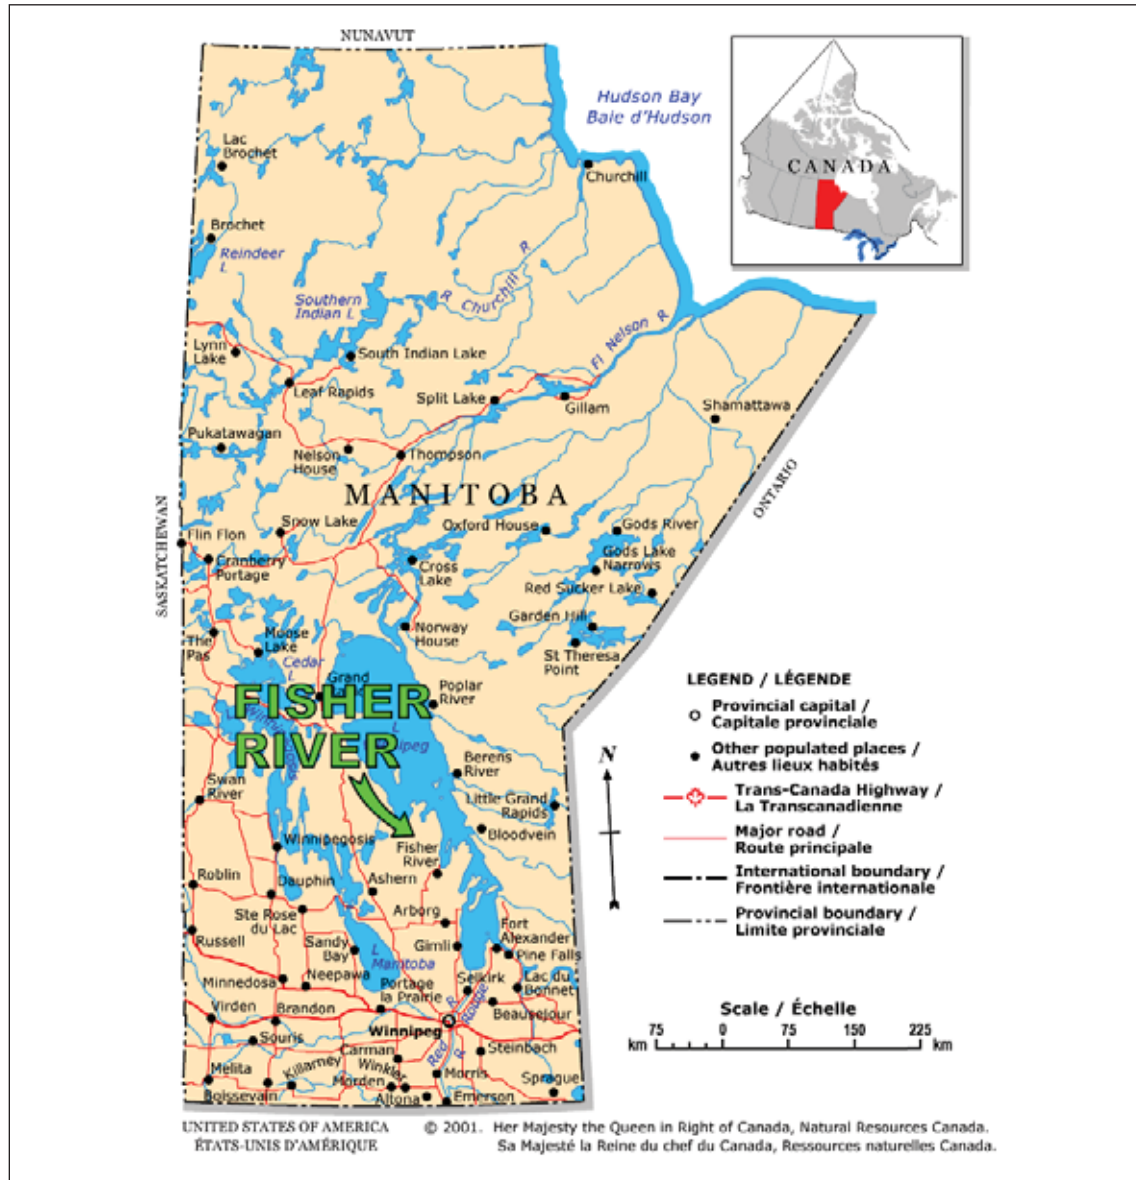 NUNAVUT
Hudson Bay
Baie d'Hudson
CANADA
Lac
Brochet
Churchill
Brochet
Reindeer
L
R Churchill R
Southern
Indian L
Fl Nelson R
Lynn
Lake
South Indian Lake
Leaf Rapids
Split Lake
Gillam
Shamattawa
Pukatawagan
Nelson
House
Thompson
MANITOBA
ONTARIO
SASKATCHEWAN
Snow Lake
Oxford House
Gods River
Flin Flon
Cranberry
Portage
Cross
Lake
Gods Lake
Narrows
Red Sucker Lake
Garden Hill
The
Pas
Moose
Lake
Norway
House
St Theresa
Point
Cedar
L
Grand
Poplar
River
FISHER
RIVER
L
Berens
River
Swan
River
Little Grand
Rapids
Winnipegosis
Bloodvein
Fisher
River
Roblin
Dauphin
Ashern
Ste Rose
du Lac
Arborg
Fort
Alexander
Russell
Sandy
Bay
Gimli
Pine Falls
L
Manitoba
Minnedosa
Neepawa
Portage
la Prairie
Selkirk
Lac du
Bonnet
Virden
Brandon
Beausejour
Winnipeg
Red R
R Rouge
Souris
Carman
Steinbach
Melita
Killarney
Winkler
Morris
Boissevain
Morden
Altona
Emerson
Sprague
LEGEND / LÉGENDE
Provincial capital /
Capitale provinciale
Other populated places /
Autres lieux habités
Trans-Canada Highway /
La Transcanadienne
Major road /
Route principale
International boundary /
Frontière internationale
Provincial boundary /
Limite provinciale
N
Scale / Échelle
75 0 75 150 225
km km
UNITED STATES OF AMERICA
ÉTATS-UNIS D'AMÉRIQUE
© 2001. Her Majesty the Queen in Right of Canada, Natural Resources Canada.
Sa Majesté la Reine du chef du Canada, Ressources naturelles Canada.